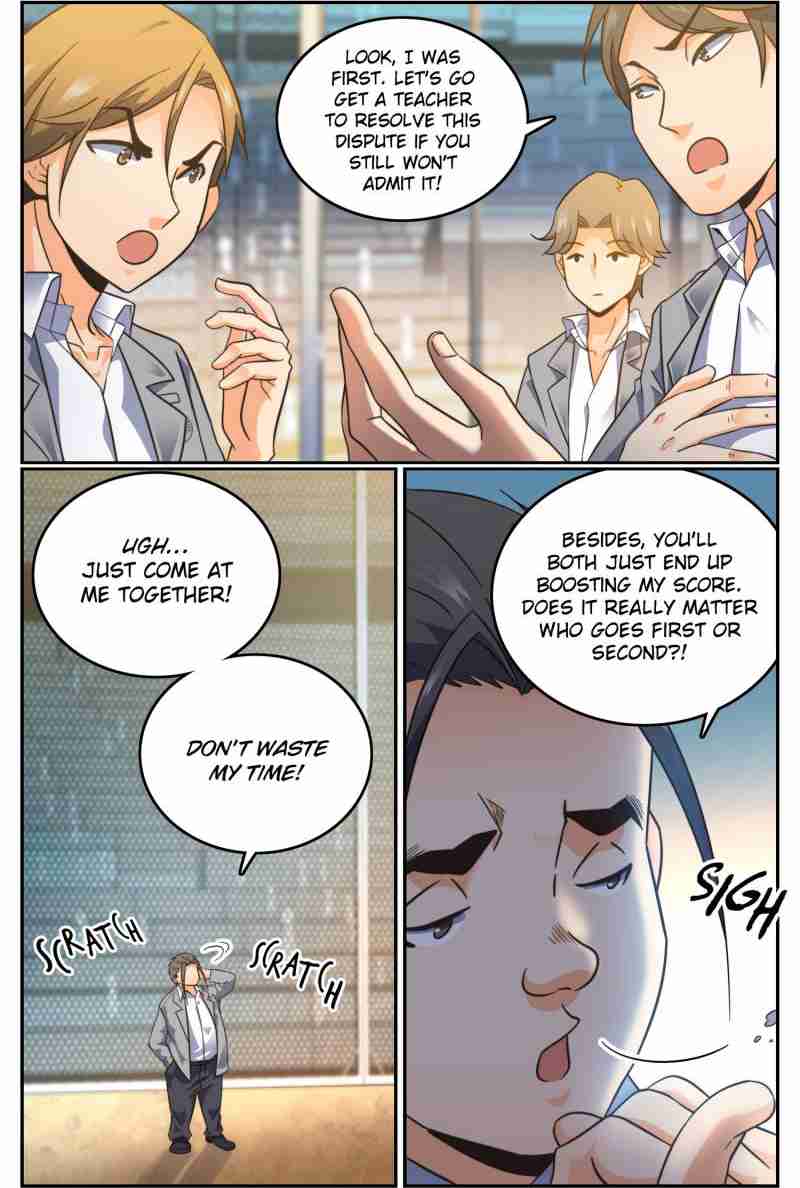 LOOK, I WAS
FIRST. LET'S GO
GET A TEACHER
TO RESOLVE THIS
DISPUTE IF YOU
STILL WON'T
ADMIT IT!
UGH...
JUST COME AT
ME TOGETHER!
DON'T WASTE
MY TIME!
SCRATCH
SCRATCH
BESIDES, YOU'LL
BOTH JUST END UP
BOOSTING MY SCORE.
DOES IT REALLY MATTER
WHO GOES FIRST OR
SECOND?!
SIGH